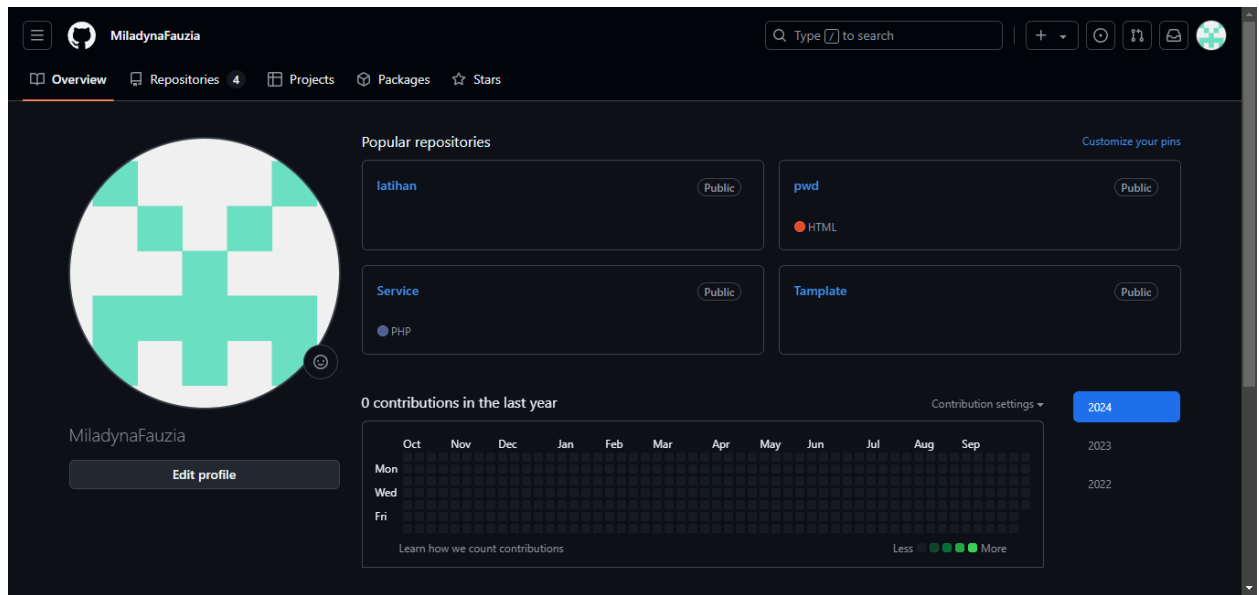 MiladynaFauzia
Type / to search
Overview Repositories 4 Projects Packages Stars
Popular repositories Customize your pins
latihan Public
pwd Public
HTML
Service Public
PHP
Tampate Public
MiladynaFauzia
Edit profile
0 contributions in the last year Contribution settings
2024
2023
2022
Oct Nov Dec Jan Feb Mar Apr May Jun Jul Aug Sep
Mon
Wed
Fri
Learn how we count contributions Less More